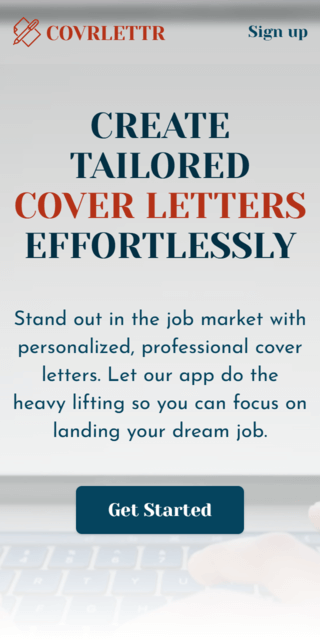 COVRLETTR
Sign up
CREATE
TAILORED
COVER LETTERS
EFFORTLESSLY
Stand out in the job market with
personalized, professional cover
letters. Let our app do the
heavy lifting so you can focus on
landing your dream job.
Get Started